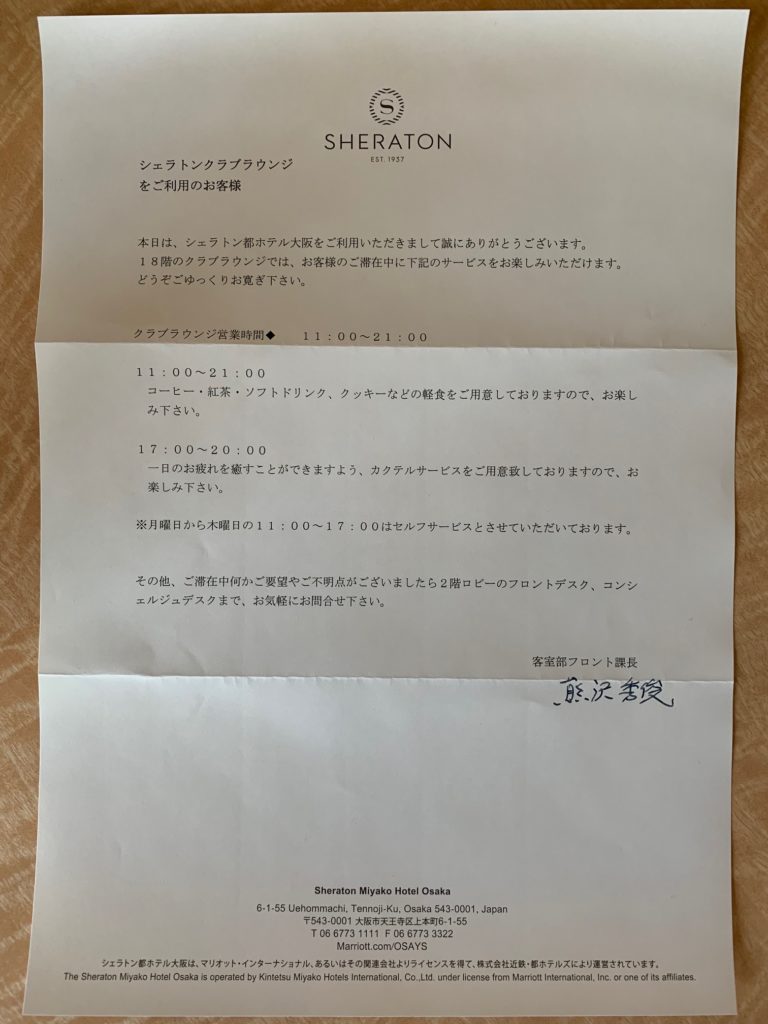 S
SHERATON
EST. 1937
シェラトンクラブラウンジ
をご利用のお客様
本日は、シェラトン都ホテル大阪をご利用いただきまして誠にありがとうございます。
１８階のクラブラウンジでは、お客様のご滞在中に下記のサービスをお楽しみいただけます。
どうぞごゆっくりお寛ぎ下さい。
クラブラウンジ営業時間◆　１１：００～２１：００
１１：００～２１：００
コーヒー・紅茶・ソフトドリンク、クッキーなどの軽食をご用意しておりますので、お楽し
み下さい。
１７：００～２０：００
一日のお疲れを癒すことができますよう、カクテルサービスをご用意致しておりますので、お
楽しみ下さい。
※月曜日から木曜日の１１：００～１７：００はセルフサービスとさせていただいております。
その他、ご滞在中何かご要望やご不明点がございましたら２階ロビーのフロントデスク、コンシ
ェルジュデスクまで、お気軽にお問合せ下さい。
客室部フロント課長
熊沢秀俊
Sheraton Miyako Hotel Osaka
6-1-55 Uehommachi, Tennoji-Ku, Osaka 543-0001, Japan
〒543-0001 大阪市天王寺区上本町6-1-55
T 06 6773 1111  F 06 6773 3322
Marriott.com/OSAYS
シェラトン都ホテル大阪は、マリオット・インターナショナル、あるいはその関連会社よりライセンスを得て、株式会社近鉄・都ホテルズにより運営されています。
The Sheraton Miyako Hotel Osaka is operated by Kintetsu Miyako Hotels International, Co.,Ltd. under license from Marriott International, Inc. or one of its affiliates.